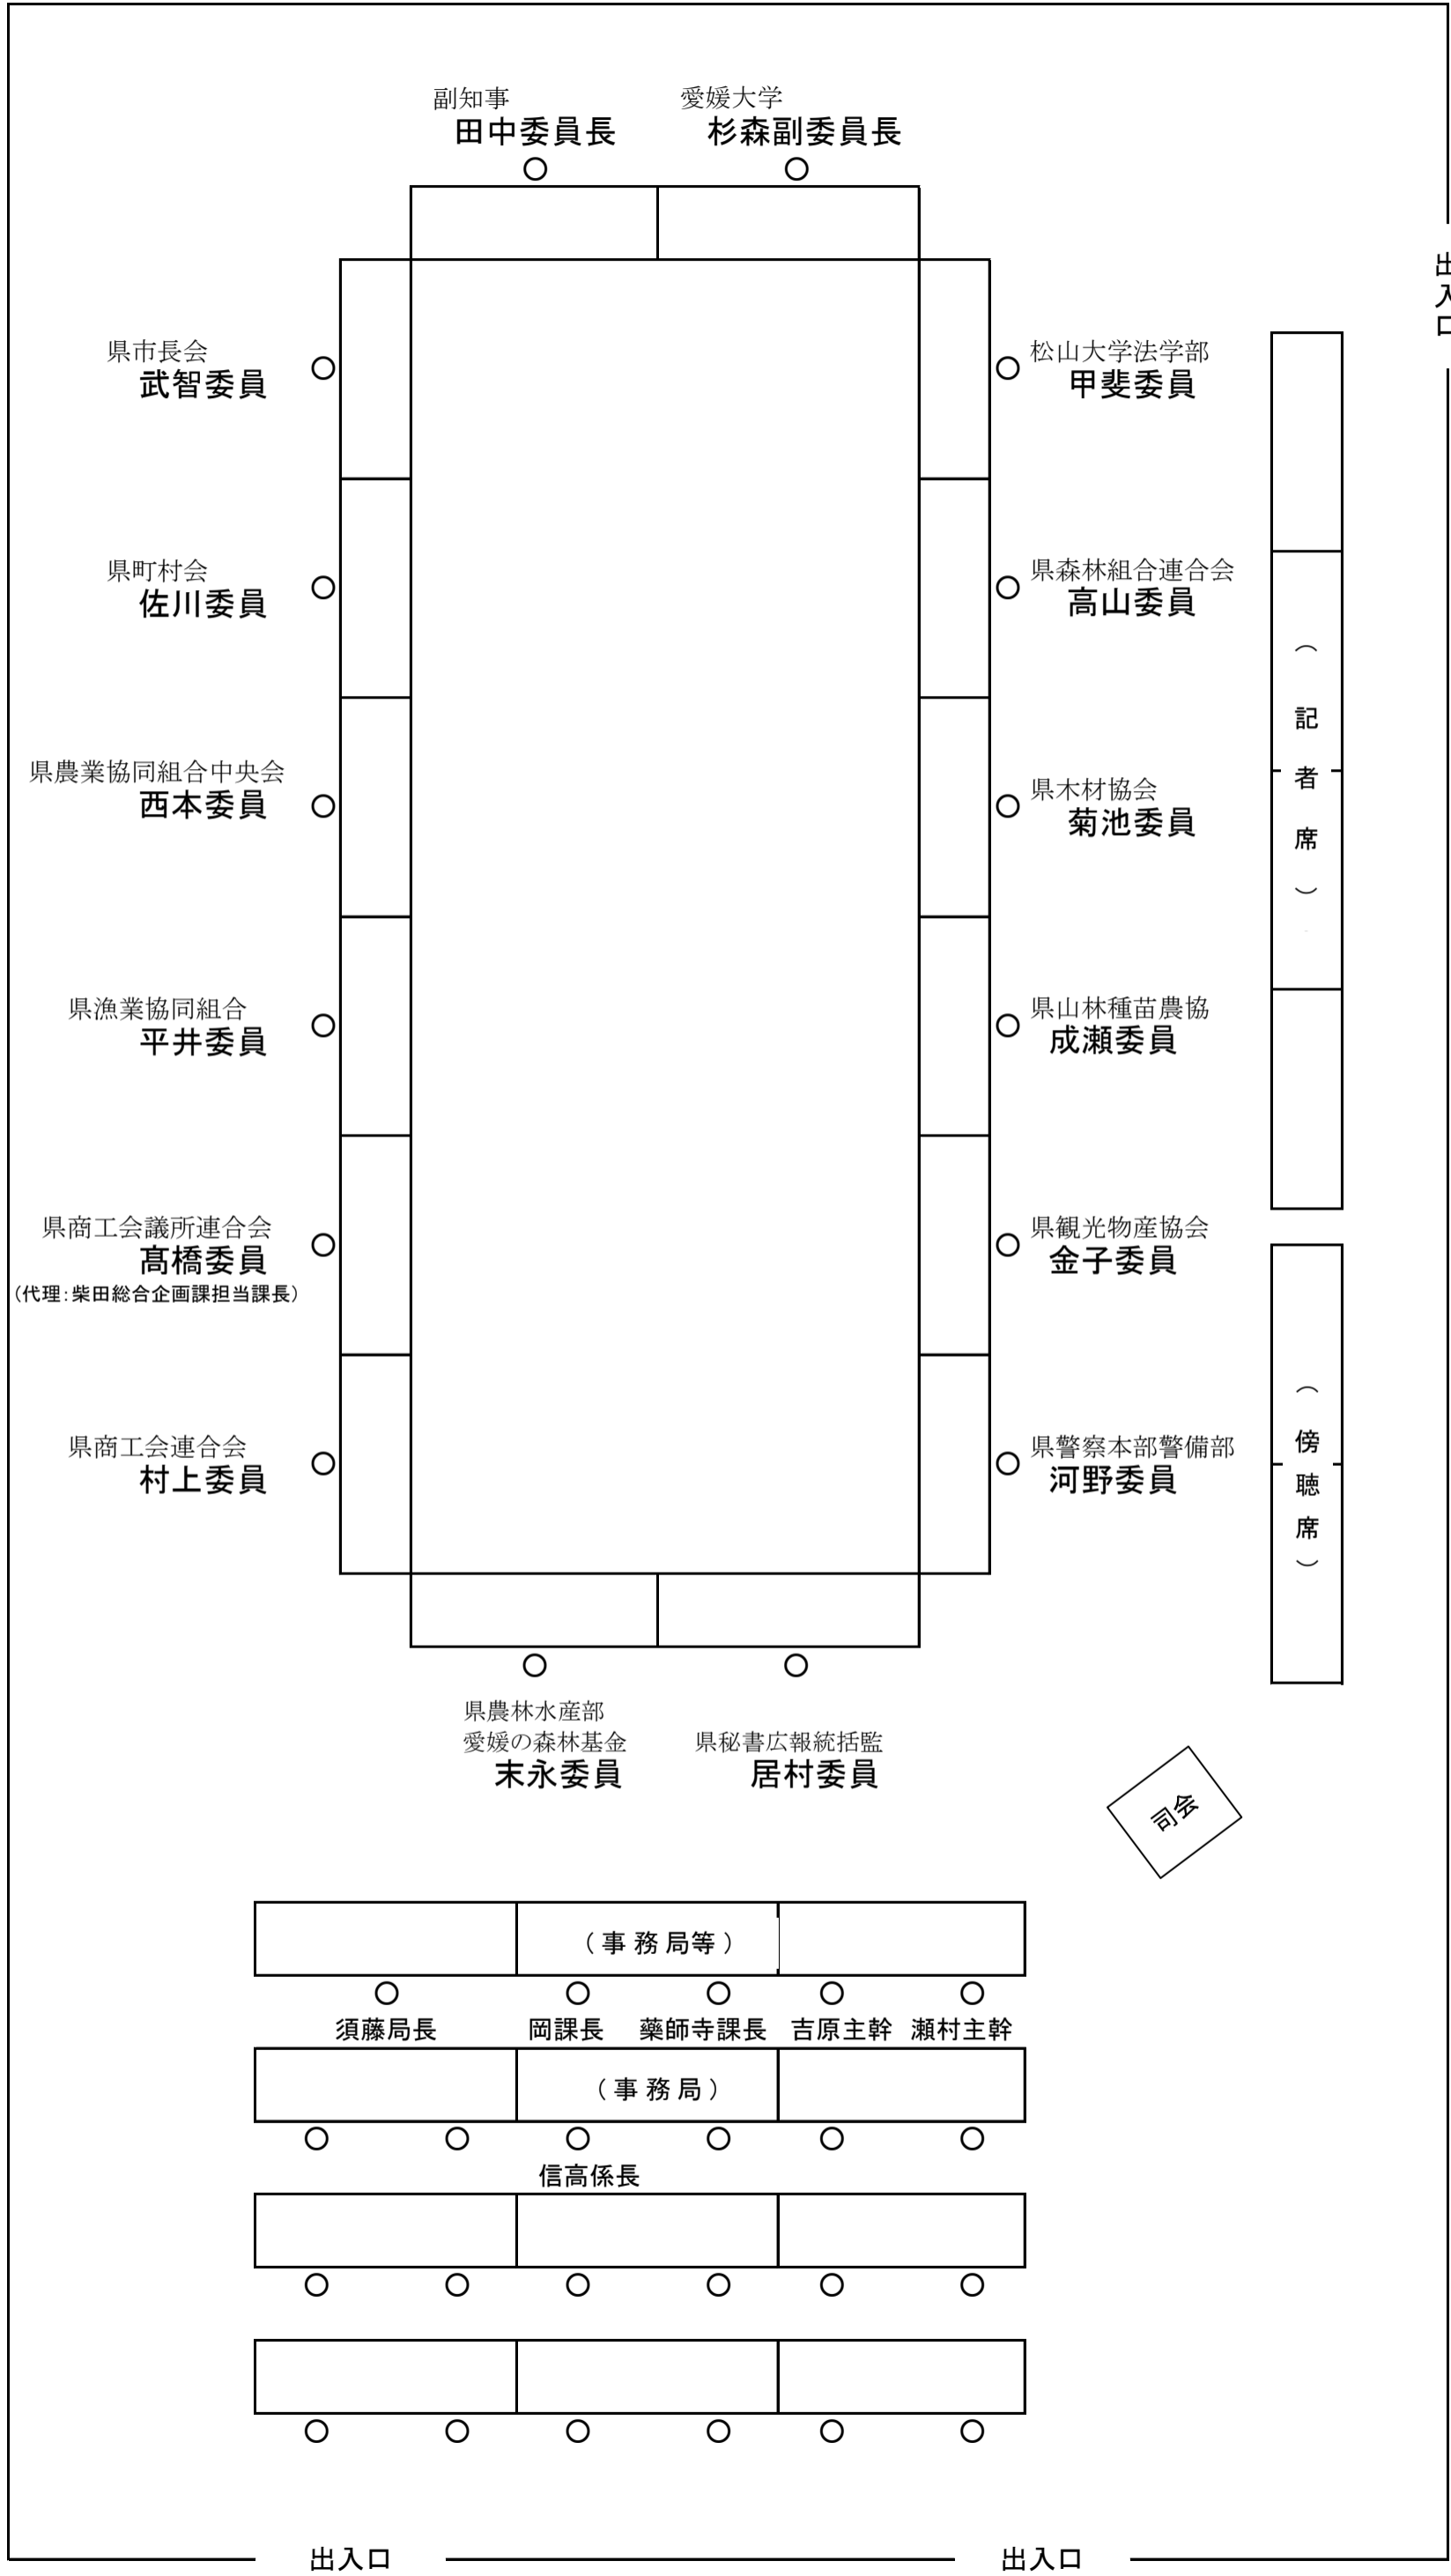 副知事
田中委員長
愛媛大学
杉森副委員長
出入口
県市長会
武智委員
松山大学法学部
甲斐委員
県町村会
佐川委員
県森林組合連合会
高山委員
県農業協同組合中央会
西本委員
県木材協会
菊池委員
（記者席）
県漁業協同組合
平井委員
県山林種苗農協
成瀬委員
県商工会議所連合会
髙橋委員
（代理：柴田総合企画課担当課長）
県観光物産協会
金子委員
県商工会連合会
村上委員
県警察本部警備部
河野委員
（傍聴席）
県農林水産部
愛媛の森林基金
末永委員
県秘書広報統括監
居村委員
司会
（事務局等）
須藤局長 岡課長 薬師寺課長 吉原主幹 瀬村主幹
（事務局）
信高係長
出入口 出入口